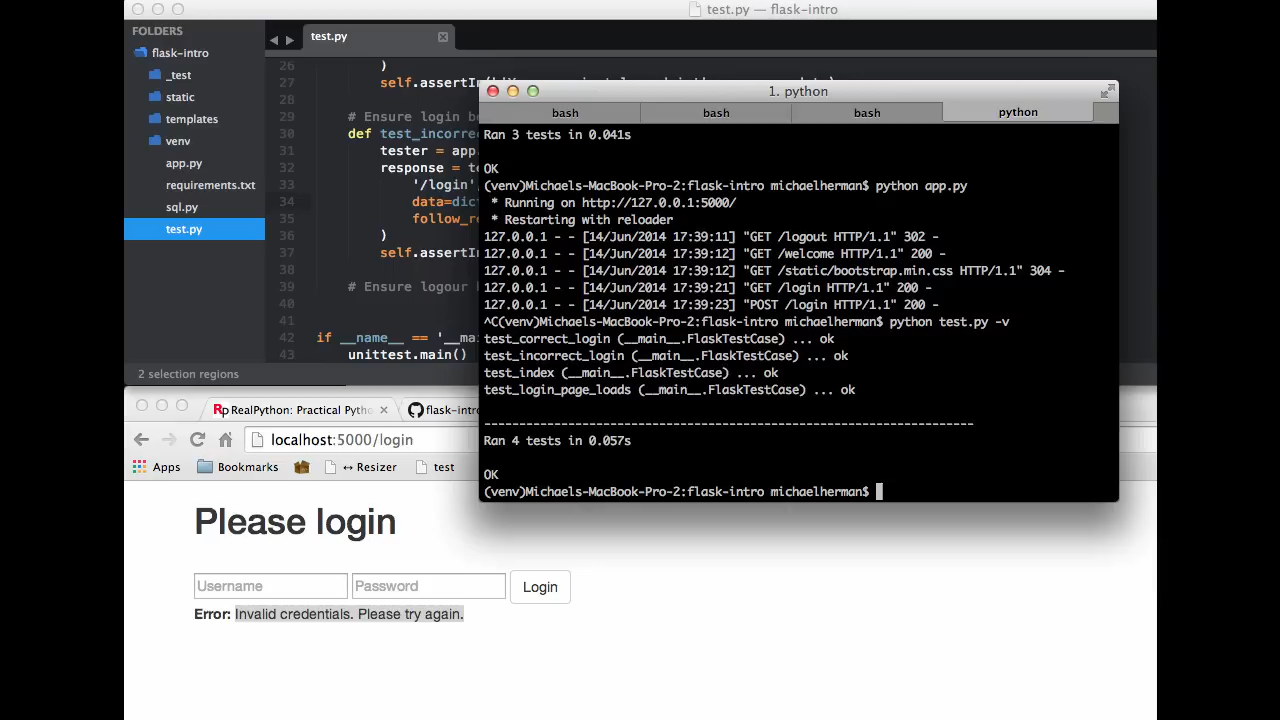 test.py — flask-intro
FOLDERS
flask-intro
_test
static
templates
venv
app.py
requirements.txt
sql.py
test.py
test.py
26 )
27 self.assertIn(
28
29 # Ensure login be
30 def test_incorrec
31 tester = app.
32 response = te
33 '/login'
34 data=dic
35 follow_re
36 )
37 self.assertIn
38
39 # Ensure logour
40
41
42 if __name__ == '__ma
43 unittest.main()
2 selection regions
1. python
bash
bash
bash
python
Ran 3 tests in 0.041s
OK
(venv)Michaels-MacBook-Pro-2:flask-intro michaelherman$ python app.py
* Running on http://127.0.0.1:5000/
* Restarting with reloader
127.0.0.1 - - [14/Jun/2014 17:39:11] "GET /logout HTTP/1.1" 302 -
127.0.0.1 - - [14/Jun/2014 17:39:12] "GET /welcome HTTP/1.1" 200 -
127.0.0.1 - - [14/Jun/2014 17:39:12] "GET /static/bootstrap.min.css HTTP/1.1" 304 -
127.0.0.1 - - [14/Jun/2014 17:39:21] "GET /login HTTP/1.1" 200 -
127.0.0.1 - - [14/Jun/2014 17:39:23] "POST /login HTTP/1.1" 200 -
^C(venv)Michaels-MacBook-Pro-2:flask-intro michaelherman$ python test.py -v
test_correct_login (__main__.FlaskTestCase) ... ok
test_incorrect_login (__main__.FlaskTestCase) ... ok
test_index (__main__.FlaskTestCase) ... ok
test_login_page_loads (__main__.FlaskTestCase) ... ok
----------------------------------------------------------------------
Ran 4 tests in 0.057s
OK
(venv)Michaels-MacBook-Pro-2:flask-intro michaelherman$
Rp RealPython: Practical Pytho
flask-intro
localhost:5000/login
Apps Bookmarks ↔ Resizer test
Please login
Username Password Login
Error: Invalid credentials. Please try again.